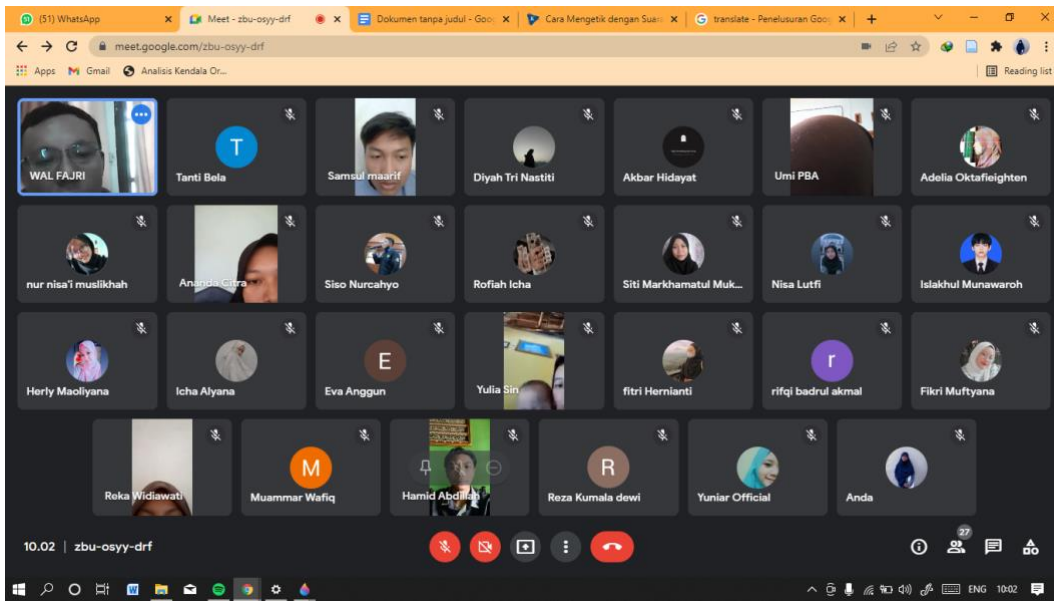 (51) WhatsApp
Meet - zbu-osyy-drf
Dokumen tanpa judul - Goo
Cara Mengetik dengan Suar
translate - Penelusuran Goo
meet.google.com/zbu-osyy-drf
Apps
Gmail
Analisis Kendala Or...
Reading list
WAL FAJRI
T
Tanti Bela
Samsul maarif
Diyah Tri Nastiti
Akbar Hidayat
Umi PBA
Adelia Oktafieighten
nur nisa'i muslikhah
Ananda Citra
Siso Nurcahyo
Rofiah Icha
Siti Markhamatul Muk...
Nisa Lutfi
Islakhul Munawaroh
Herly Maoliyana
Icha Alyana
E
Eva Anggun
Yulia Sin
fitri Hernianti
r
rifqi badrul akmal
Fikri Muftyana
Reka Widiawati
M
Muammar Wafiq
Hamid Abdillah
R
Reza Kumala dewi
Yuniar Official
Anda
10.02 | zbu-osyy-drf
27
ENG
10:02